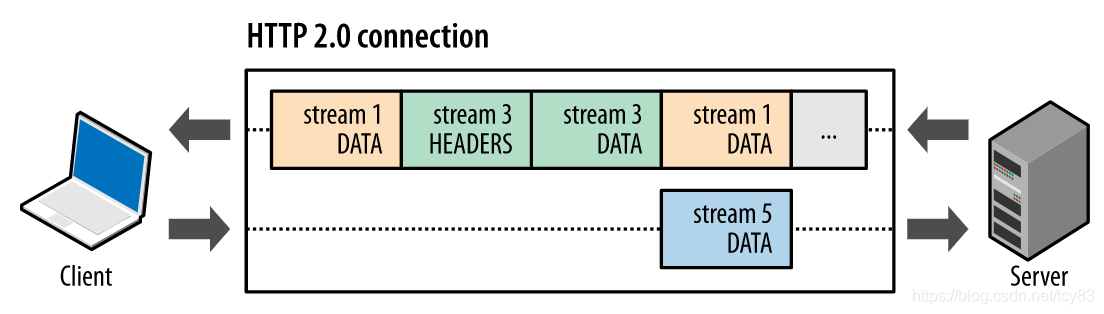 HTTP 2.0 connection
stream 1
DATA
stream 3
HEADERS
stream 3
DATA
stream 1
DATA
...
stream 5
DATA
Client
Server
https://blog.csdn.net/tcy83